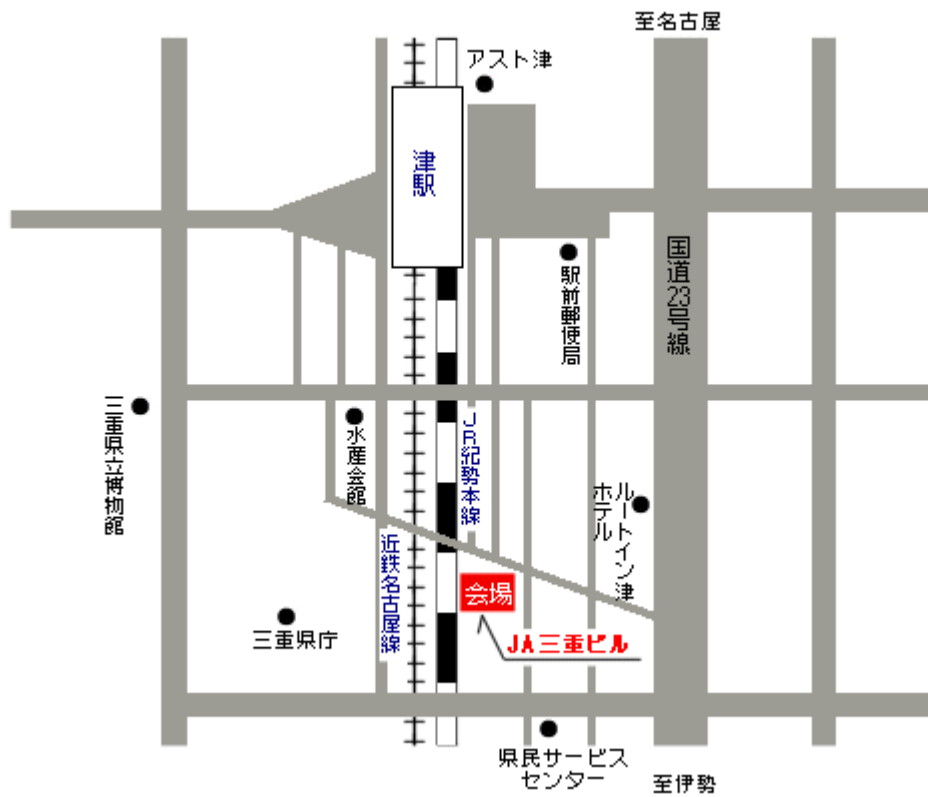 至名古屋
アスト津
津駅
国道23号線
駅前郵便局
三重県立博物館
水産会館
JR紀勢本線
ルートイン津
ホテル
近鉄名古屋線
会場
三重県庁
JA三重ビル
県民サービス
センター
至伊勢